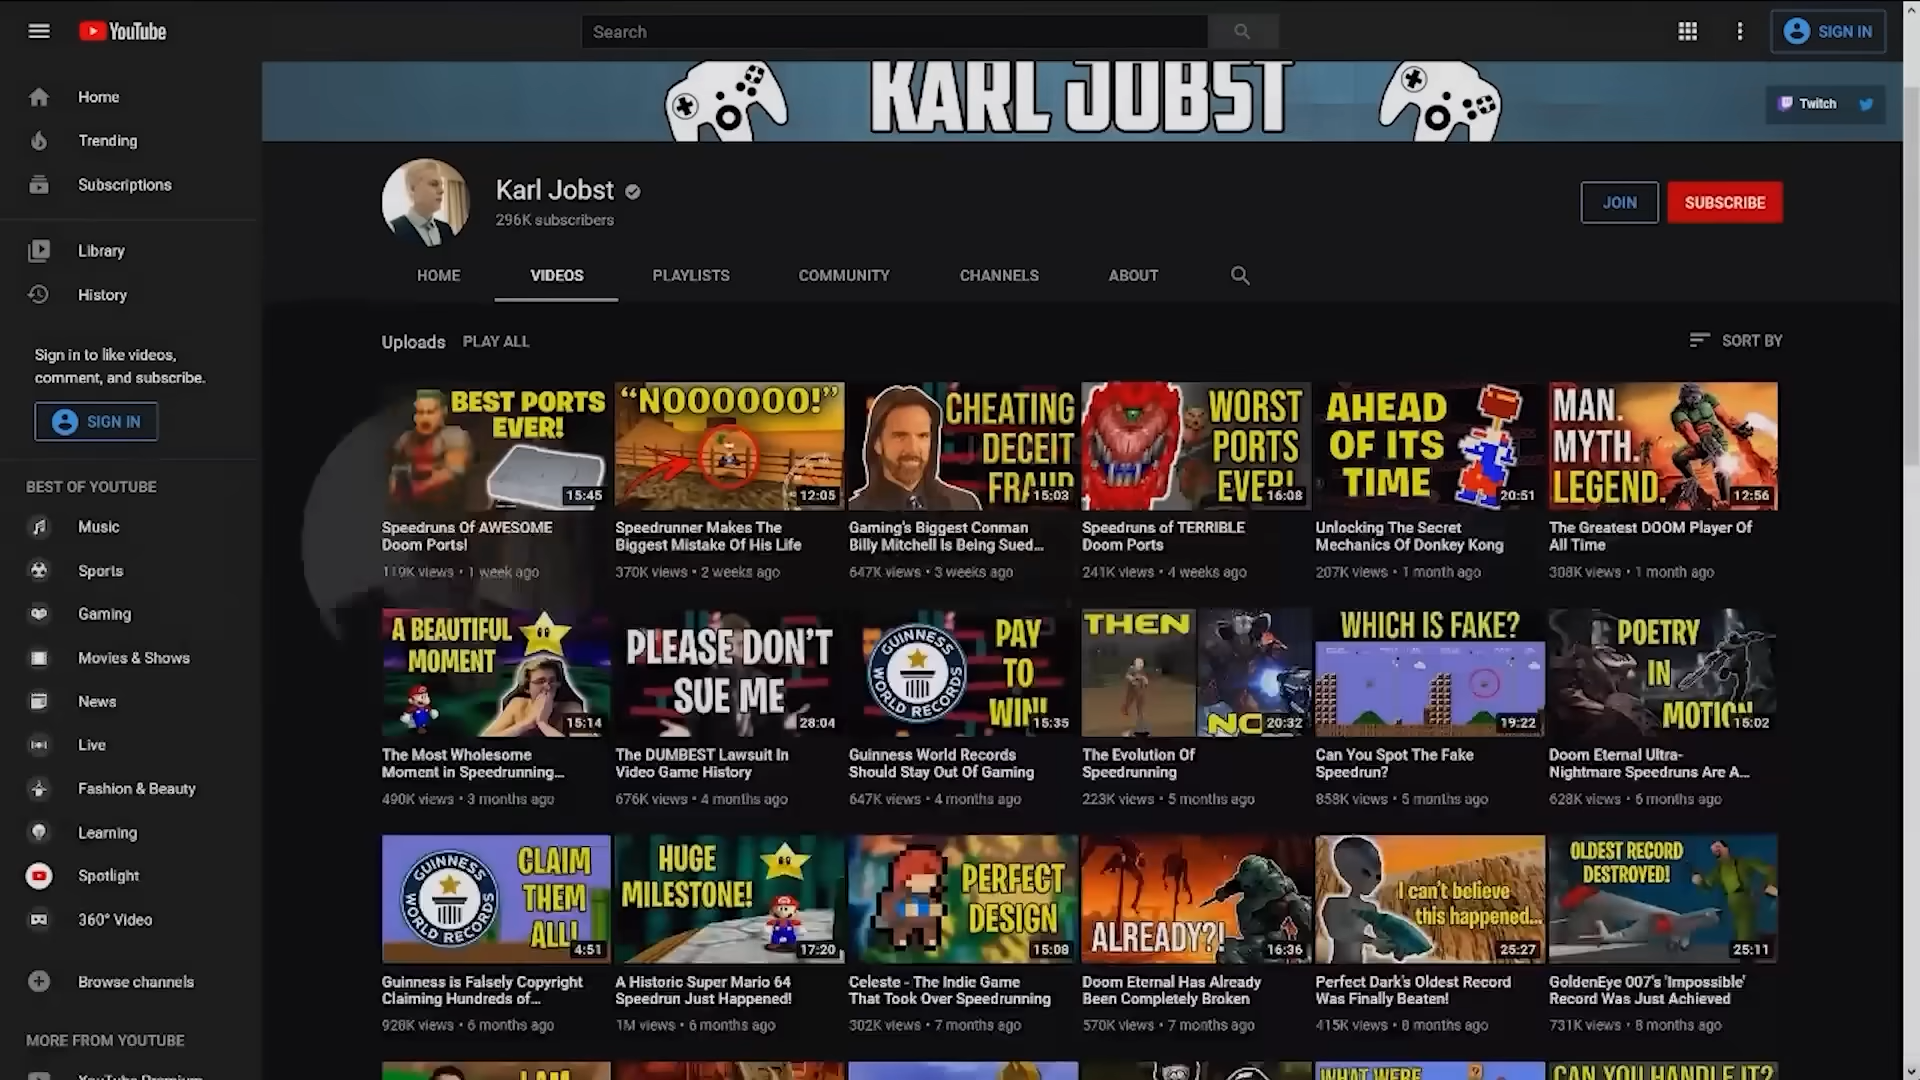 YouTube
Search
SIGN IN
Home
Trending
Subscriptions
Library
History
Sign in to like videos,
comment, and subscribe.
SIGN IN
BEST OF YOUTUBE
Music
Sports
Gaming
Movies & Shows
News
Live
Fashion & Beauty
Learning
Spotlight
360° Video
Browse channels
MORE FROM YOUTUBE
YouTube Premium
KARL JOBST
Twitch
Karl Jobst
296K subscribers
JOIN
SUBSCRIBE
HOME
VIDEOS
PLAYLISTS
COMMUNITY
CHANNELS
ABOUT
Uploads
PLAY ALL
SORT BY
BEST PORTS
EVER!
15:45
Speedruns Of AWESOME
Doom Ports!
119K views • 1 week ago
"NOOOOOO!"
12:05
Speedrunner Makes The
Biggest Mistake Of His Life
370K views • 2 weeks ago
CHEATING
DECEIT
FRAUD
15:03
Gaming's Biggest Conman
Billy Mitchell Is Being Sued...
647K views • 3 weeks ago
WORST
PORTS
EVER!
16:08
Speedruns of TERRIBLE
Doom Ports
241K views • 4 weeks ago
AHEAD
OF ITS
TIME
20:51
Unlocking The Secret
Mechanics Of Donkey Kong
207K views • 1 month ago
MAN.
MYTH.
LEGEND.
12:56
The Greatest DOOM Player Of
All Time
308K views • 1 month ago
A BEAUTIFUL
MOMENT
15:14
The Most Wholesome
Moment in Speedrunning...
490K views • 3 months ago
PLEASE DON'T
SUE ME
28:04
The DUMBEST Lawsuit In
Video Game History
676K views • 4 months ago
GUINNESS
WORLD RECORDS
PAY
TO
WIN!
15:35
Guinness World Records
Should Stay Out Of Gaming
647K views • 4 months ago
THEN
NO
20:32
The Evolution Of
Speedrunning
223K views • 5 months ago
WHICH IS FAKE?
19:22
Can You Spot The Fake
Speedrun?
858K views • 5 months ago
POETRY
IN
MOTION
15:02
Doom Eternal Ultra-
Nightmare Speedruns Are A...
628K views • 6 months ago
GUINNESS
WORLD RECORDS
CLAIM
THEM
ALL!
4:51
Guinness is Falsely Copyright
Claiming Hundreds of...
928K views • 6 months ago
HUGE
MILESTONE!
17:20
A Historic Super Mario 64
Speedrun Just Happened!
1M views • 6 months ago
PERFECT
DESIGN
15:08
Celeste - The Indie Game
That Took Over Speedrunning
302K views • 7 months ago
ALREADY?!
16:36
Doom Eternal Has Already
Been Completely Broken
570K views • 7 months ago
I can't believe
this happened...
25:27
Perfect Dark's Oldest Record
Was Finally Beaten!
415K views • 8 months ago
OLDEST RECORD
DESTROYED!
25:11
GoldenEye 007's 'Impossible'
Record Was Just Achieved
731K views • 8 months ago
I AM
WHAT WERE
CAN YOU HANDLE IT?